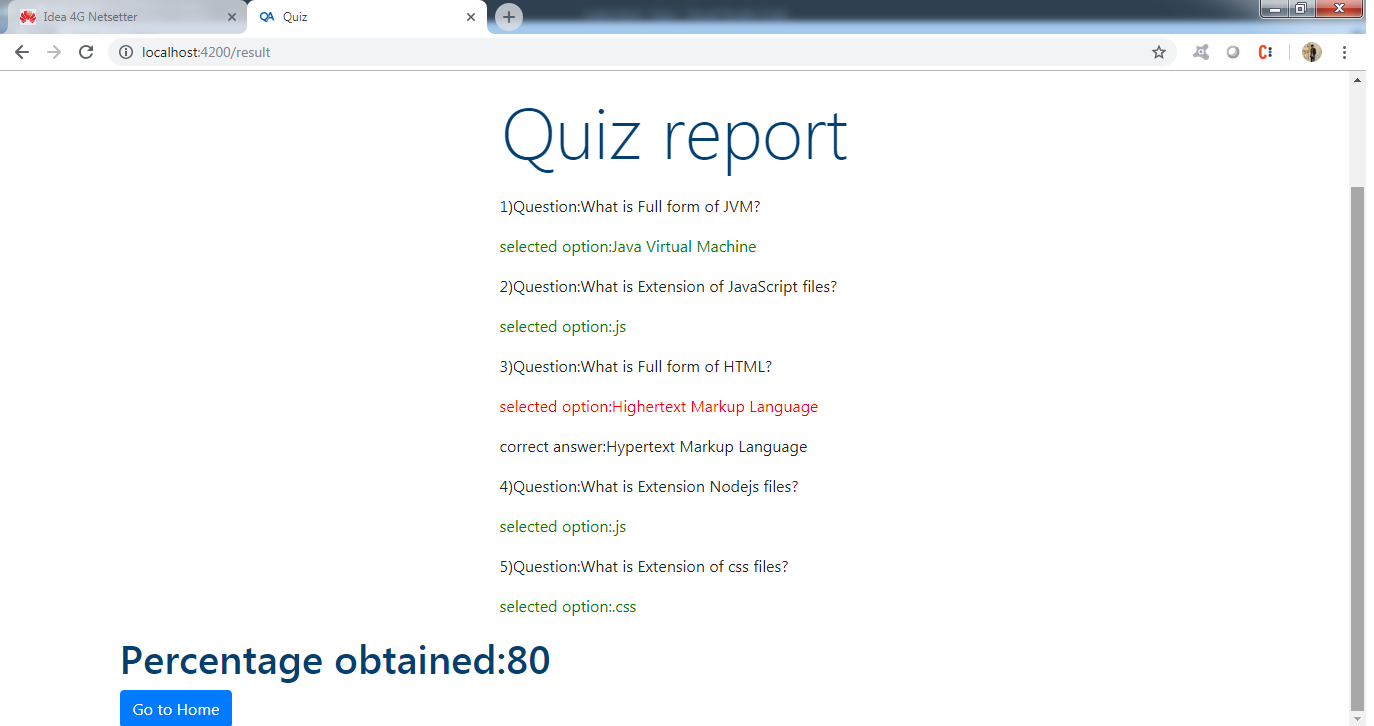 Idea 4G Netsetter
QA Quiz
localhost:4200/result
Quiz report
1)Question:What is Full form of JVM?
selected option:Java Virtual Machine
2)Question:What is Extension of JavaScript files?
selected option:.js
3)Question:What is Full form of HTML?
selected option:Highertext Markup Language
correct answer:Hypertext Markup Language
4)Question:What is Extension Nodejs files?
selected option:.js
5)Question:What is Extension of css files?
selected option:.css
Percentage obtained:80
Go to Home